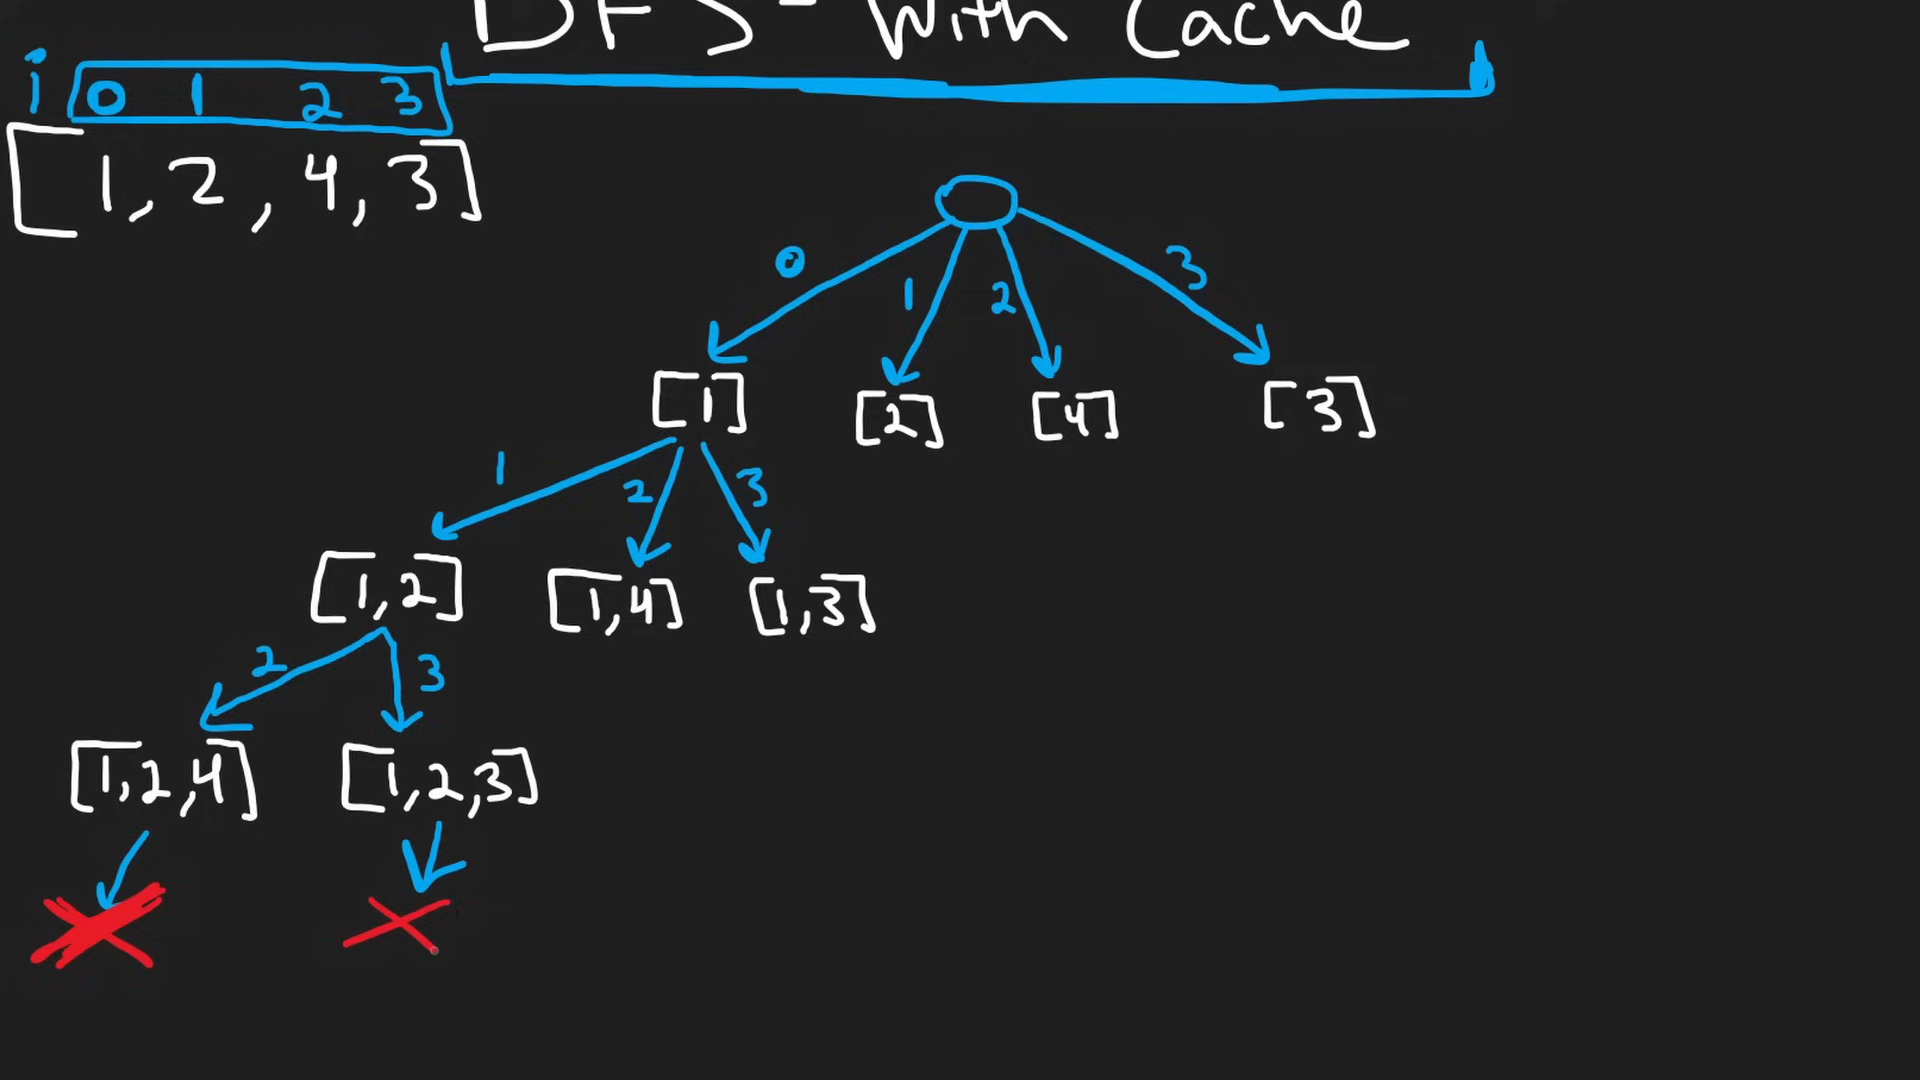 DFS - With Cache
i 0 1 2 3
[1, 2, 4, 3]
0 1 2 3
[1] [2] [4] [3]
1 2 3
[1,2] [1,4] [1,3]
2 3
[1,2,4] [1,2,3]